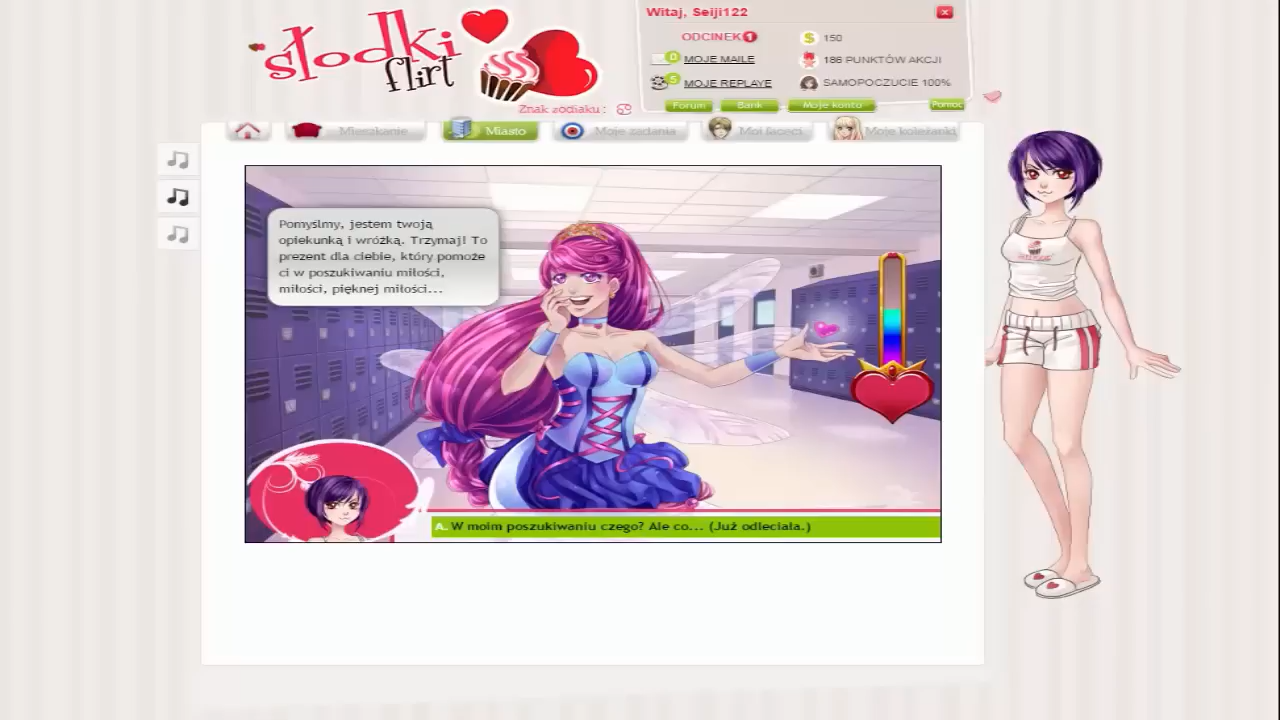 słodki
flirt
Witaj, Seiji122
x
ODCINEK 1
150
0 MOJE MAILE
186 PUNKTÓW AKCJI
5 MOJE REPLAYE
SAMOPOCZUCIE 100%
Znak zodiaku :
Forum
Bank
Moje konto
Pomoc
Mieszkanie
Miasto
Moje zadania
Moi faceci
Moje koleżanki
Pomyślmy, jestem twoją
opiekunką i wróżką. Trzymaj! To
prezent dla ciebie, który pomoże
ci w poszukiwaniu miłości,
miłości, pięknej miłości...
A. W moim poszukiwaniu czego? Ale co... (Już odleciała.)